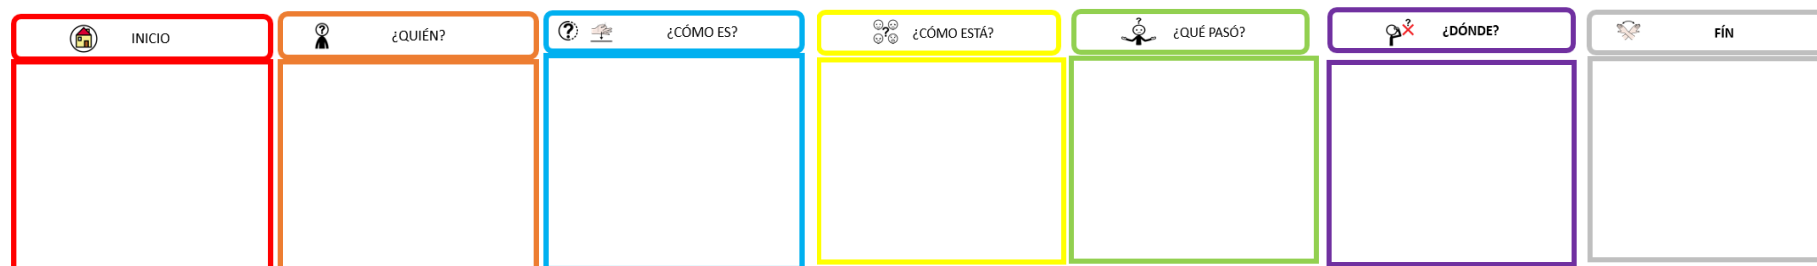 INICIO
¿QUIÉN?
¿CÓMO ES?
¿CÓMO ESTÁ?
¿QUÉ PASÓ?
¿DÓNDE?
FÍN